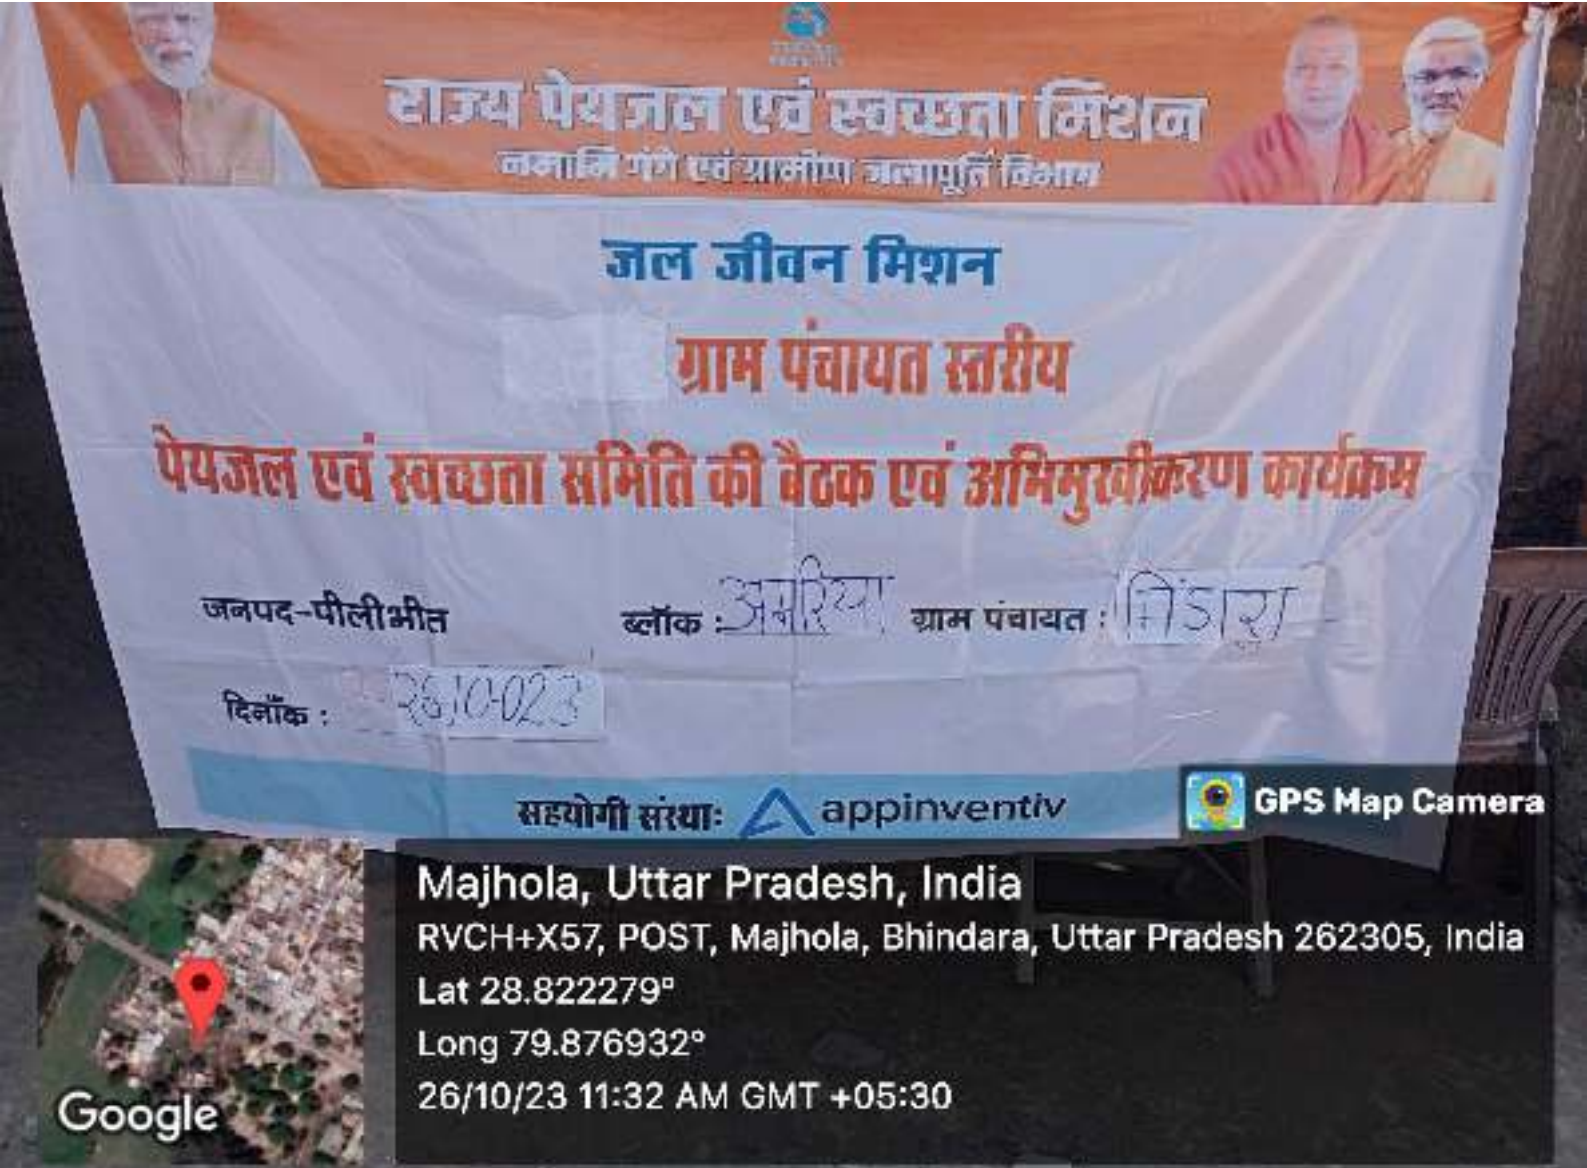 राज्य पेयजल एवं स्वच्छता मिशन
नमामि गंगे एवं ग्रामीण जलापूर्ति विभाग
जल जीवन मिशन
ग्राम पंचायत स्तरीय
पेयजल एवं स्वच्छता समिति की बैठक एवं अभिमुखीकरण कार्यक्रम
जनपद-पीलीभीत ब्लॉक : अमरिया ग्राम पंचायत : भिंडारा
दिनाँक : 26/10-023
सहयोगी संस्था: appinventiv
GPS Map Camera
Majhola, Uttar Pradesh, India
RVCH+X57, POST, Majhola, Bhindara, Uttar Pradesh 262305, India
Lat 28.822279°
Long 79.876932°
26/10/23 11:32 AM GMT +05:30
Google